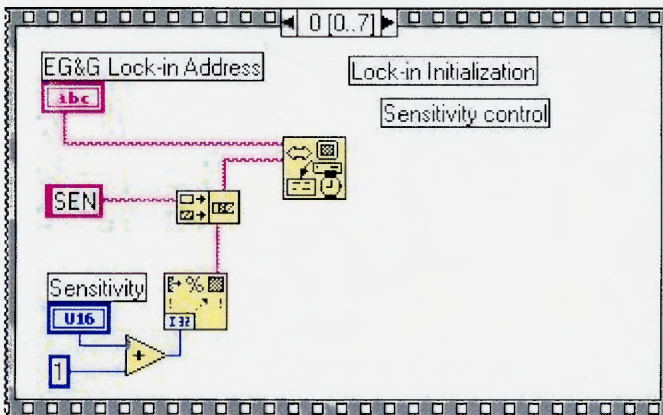 0 [0..7]
EG&G Lock-in Address
Lock-in Initialization
abc
Sensitivity control
SEN
Sensitivity
U16
I32
1